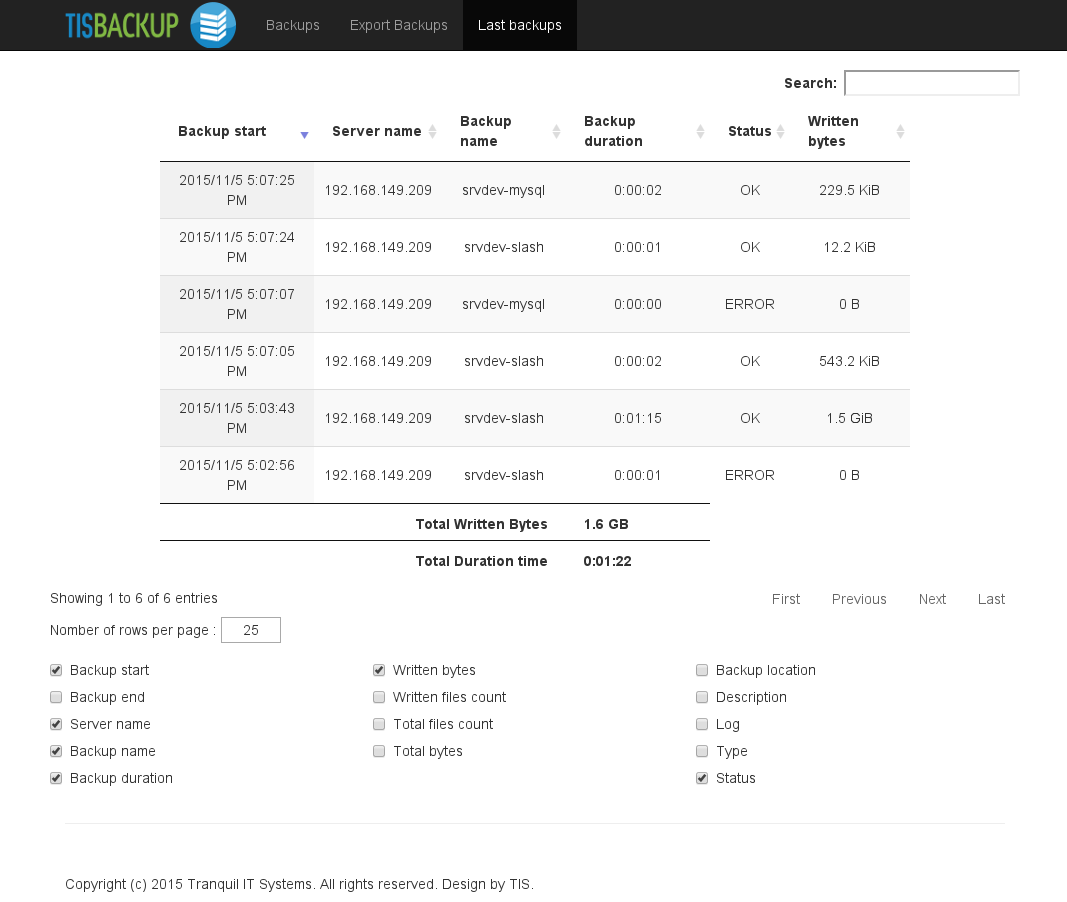 TISBACKUP Backups Export Backups Last backups
Search:
Backup start Server name Backup name Backup duration Status Written bytes
2015/11/5 5:07:25 PM 192.168.149.209 srvdev-mysql 0:00:02 OK 229.5 KiB
2015/11/5 5:07:24 PM 192.168.149.209 srvdev-slash 0:00:01 OK 12.2 KiB
2015/11/5 5:07:07 PM 192.168.149.209 srvdev-mysql 0:00:00 ERROR 0 B
2015/11/5 5:07:05 PM 192.168.149.209 srvdev-slash 0:00:02 OK 543.2 KiB
2015/11/5 5:03:43 PM 192.168.149.209 srvdev-slash 0:01:15 OK 1.5 GiB
2015/11/5 5:02:56 PM 192.168.149.209 srvdev-slash 0:00:01 ERROR 0 B
Total Written Bytes 1.6 GB
Total Duration time 0:01:22
Showing 1 to 6 of 6 entries First Previous Next Last
Nomber of rows per page : 25
Backup start Written bytes Backup location
Backup end Written files count Description
Server name Total files count Log
Backup name Total bytes Type
Backup duration Status
Copyright (c) 2015 Tranquil IT Systems. All rights reserved. Design by TIS.